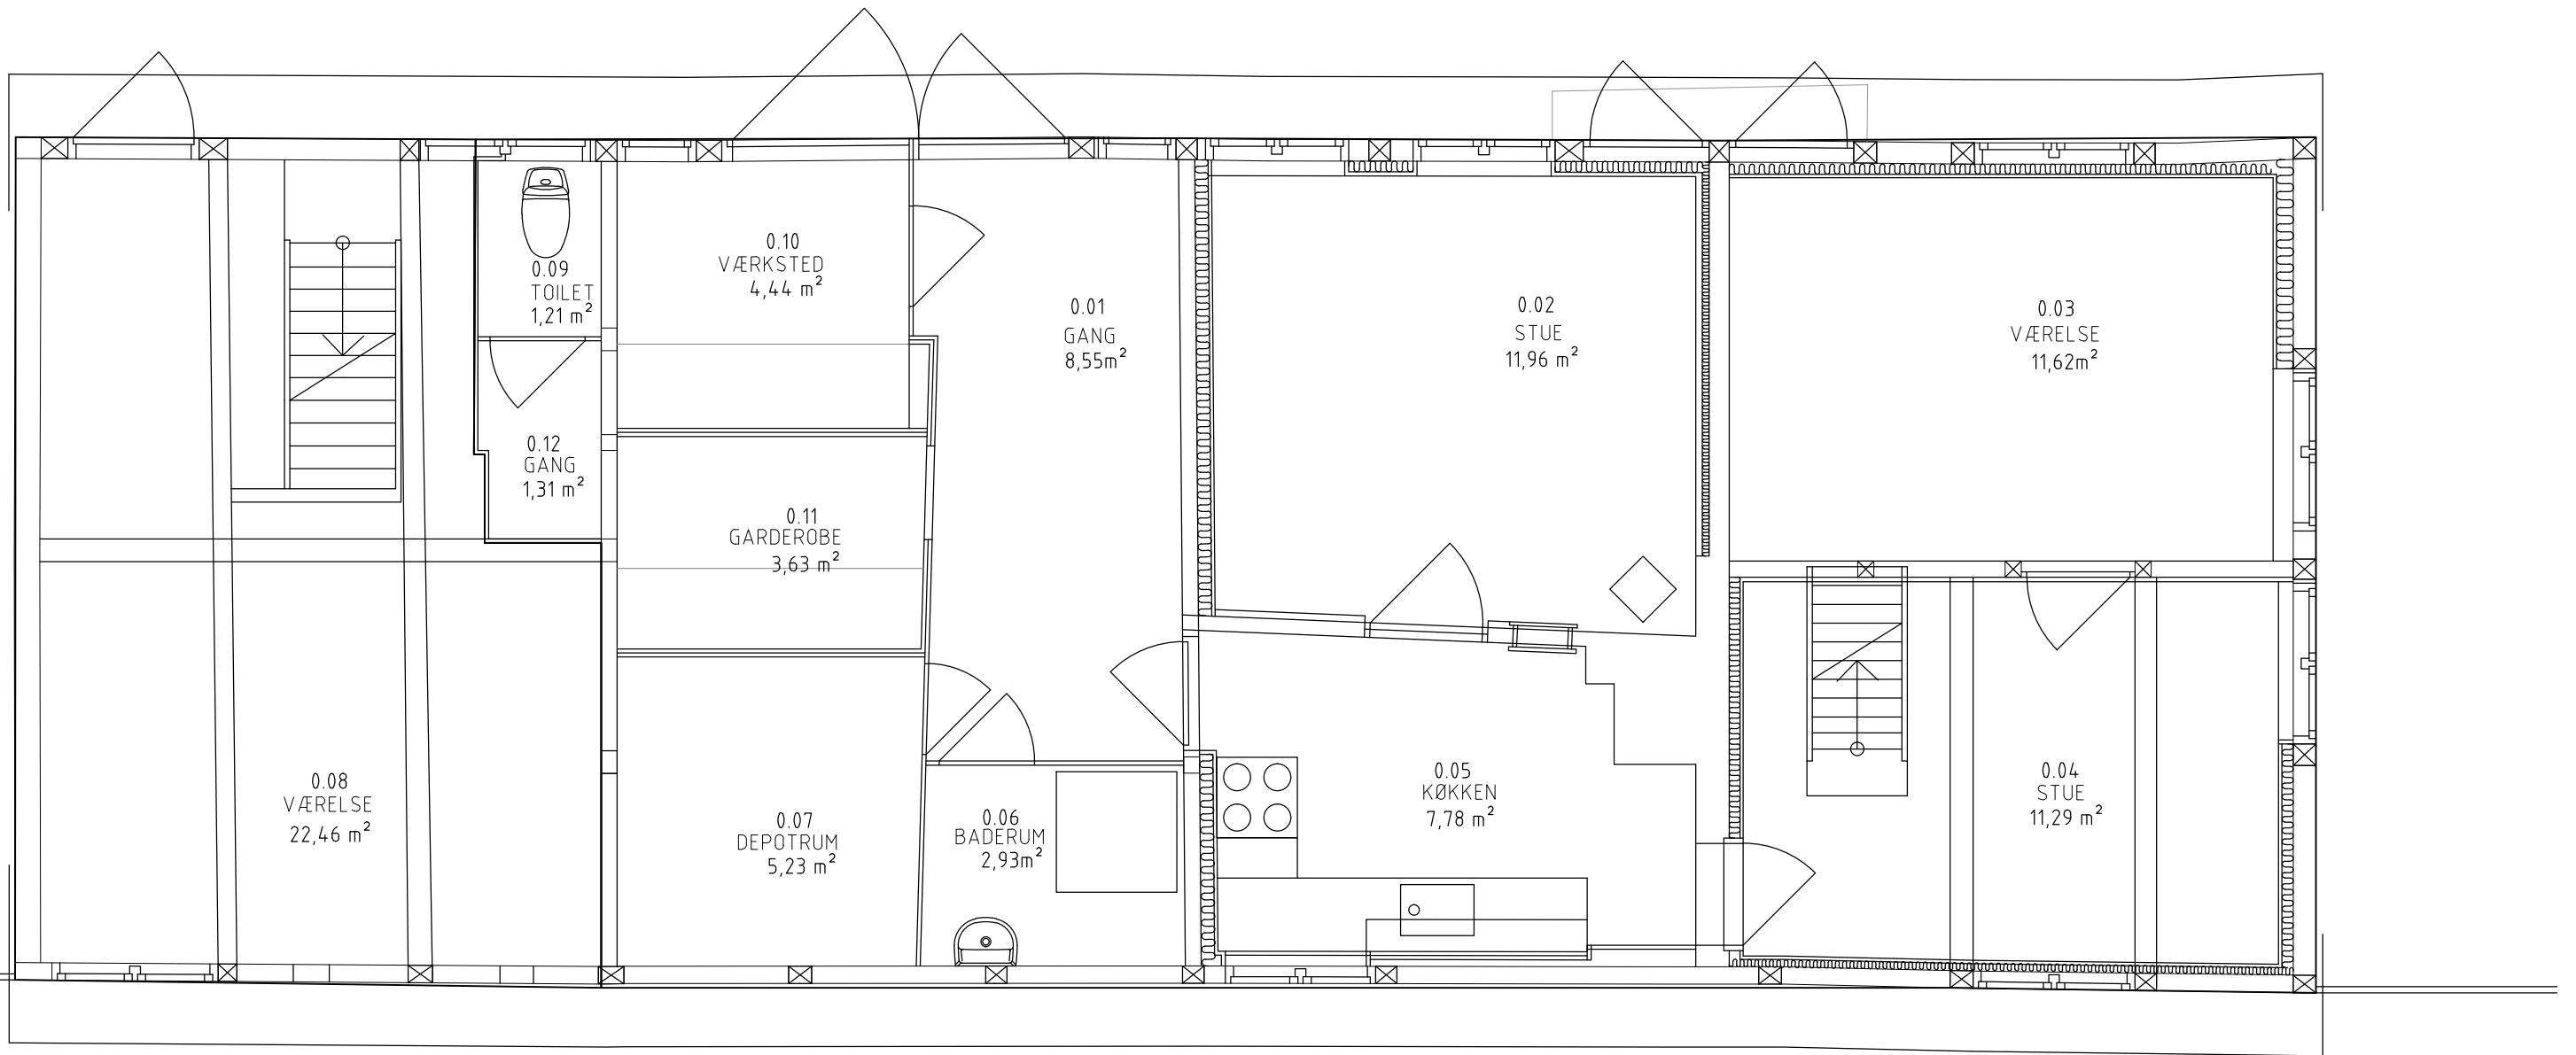 0.01
GANG
8,55m²
0.02
STUE
11,96 m²
0.03
VÆRELSE
11,62m²
0.04
STUE
11,29 m²
0.05
KØKKEN
7,78 m²
0.06
BADERUM
2,93m²
0.07
DEPOTRUM
5,23 m²
0.08
VÆRELSE
22,46 m²
0.09
TOILET
1,21 m²
0.10
VÆRKSTED
4,44 m²
0.11
GARDEROBE
3,63 m²
0.12
GANG
1,31 m²